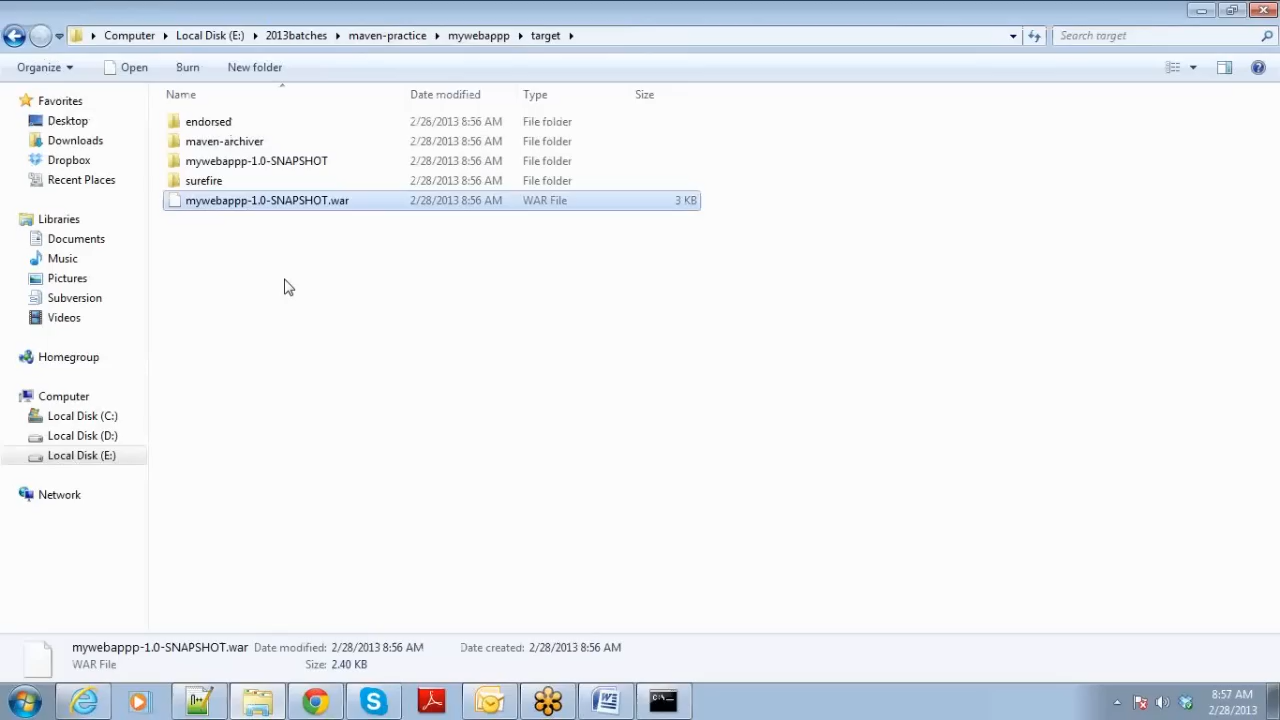 Computer Local Disk (E:) 2013batches maven-practice mywebappp target Search target
Organize Open Burn New folder
Name Date modified Type Size
Favorites
Desktop
Downloads
Dropbox
Recent Places
Libraries
Documents
Music
Pictures
Subversion
Videos
Homegroup
Computer
Local Disk (C:)
Local Disk (D:)
Local Disk (E:)
Network
endorsed 2/28/2013 8:56 AM File folder
maven-archiver 2/28/2013 8:56 AM File folder
mywebappp-1.0-SNAPSHOT 2/28/2013 8:56 AM File folder
surefire 2/28/2013 8:56 AM File folder
mywebappp-1.0-SNAPSHOT.war 2/28/2013 8:56 AM WAR File 3 KB
mywebappp-1.0-SNAPSHOT.war Date modified: 2/28/2013 8:56 AM Date created: 2/28/2013 8:56 AM
WAR File Size: 2.40 KB
8:57 AM
2/28/2013